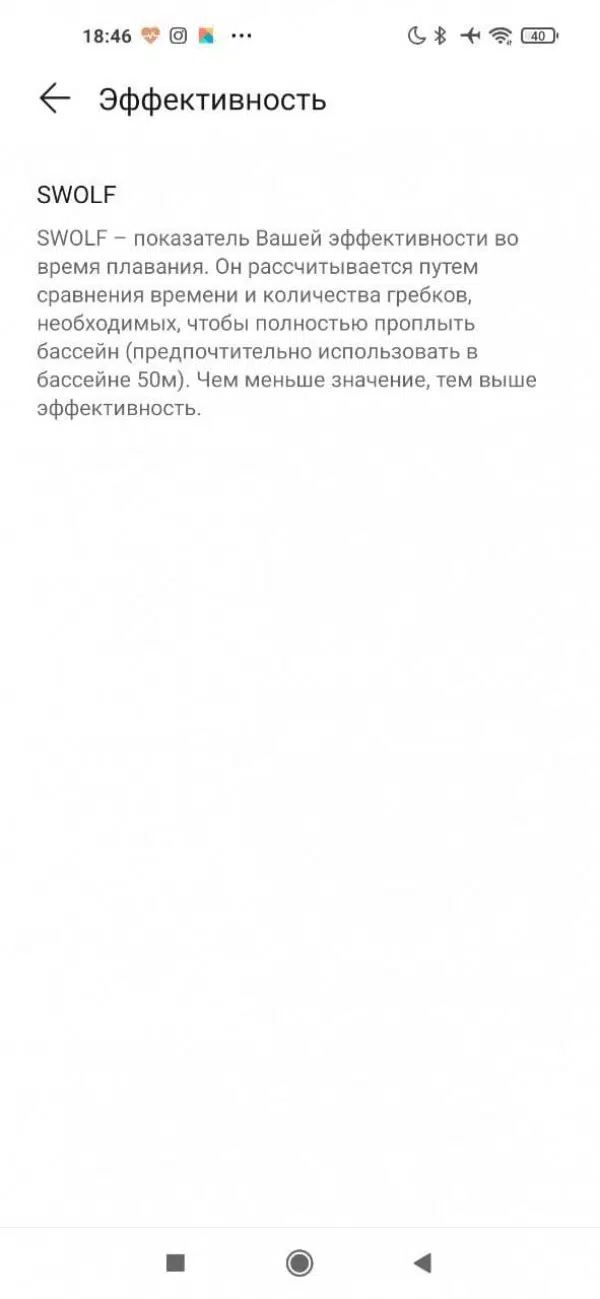 18:46
40
Эффективность
SWOLF
SWOLF – показатель Вашей эффективности во
время плавания. Он рассчитывается путем
сравнения времени и количества гребков,
необходимых, чтобы полностью проплыть
бассейн (предпочтительно использовать в
бассейне 50м). Чем меньше значение, тем выше
эффективность.